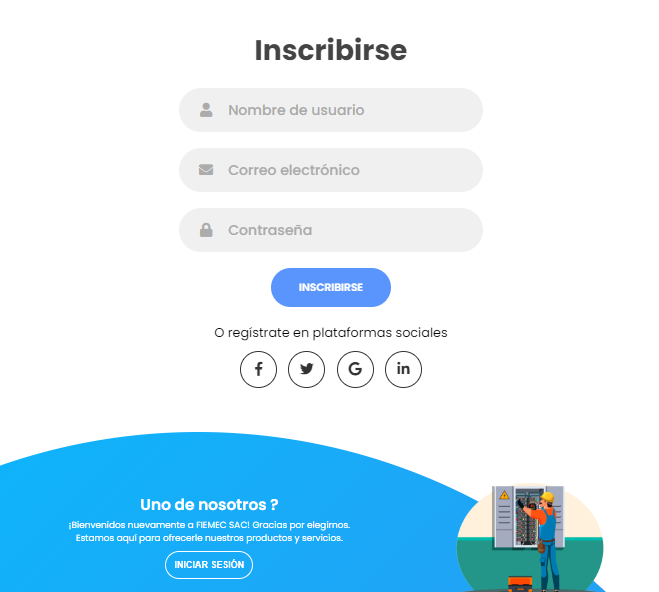 Inscribirse
Nombre de usuario
Correo electrónico
Contraseña
INSCRIBIRSE
O regístrate en plataformas sociales
Uno de nosotros ?
¡Bienvenidos nuevamente a FIEMEC SAC! Gracias por elegirnos.
Estamos aquí para ofrecerle nuestros productos y servicios.
INICIAR SESIÓN